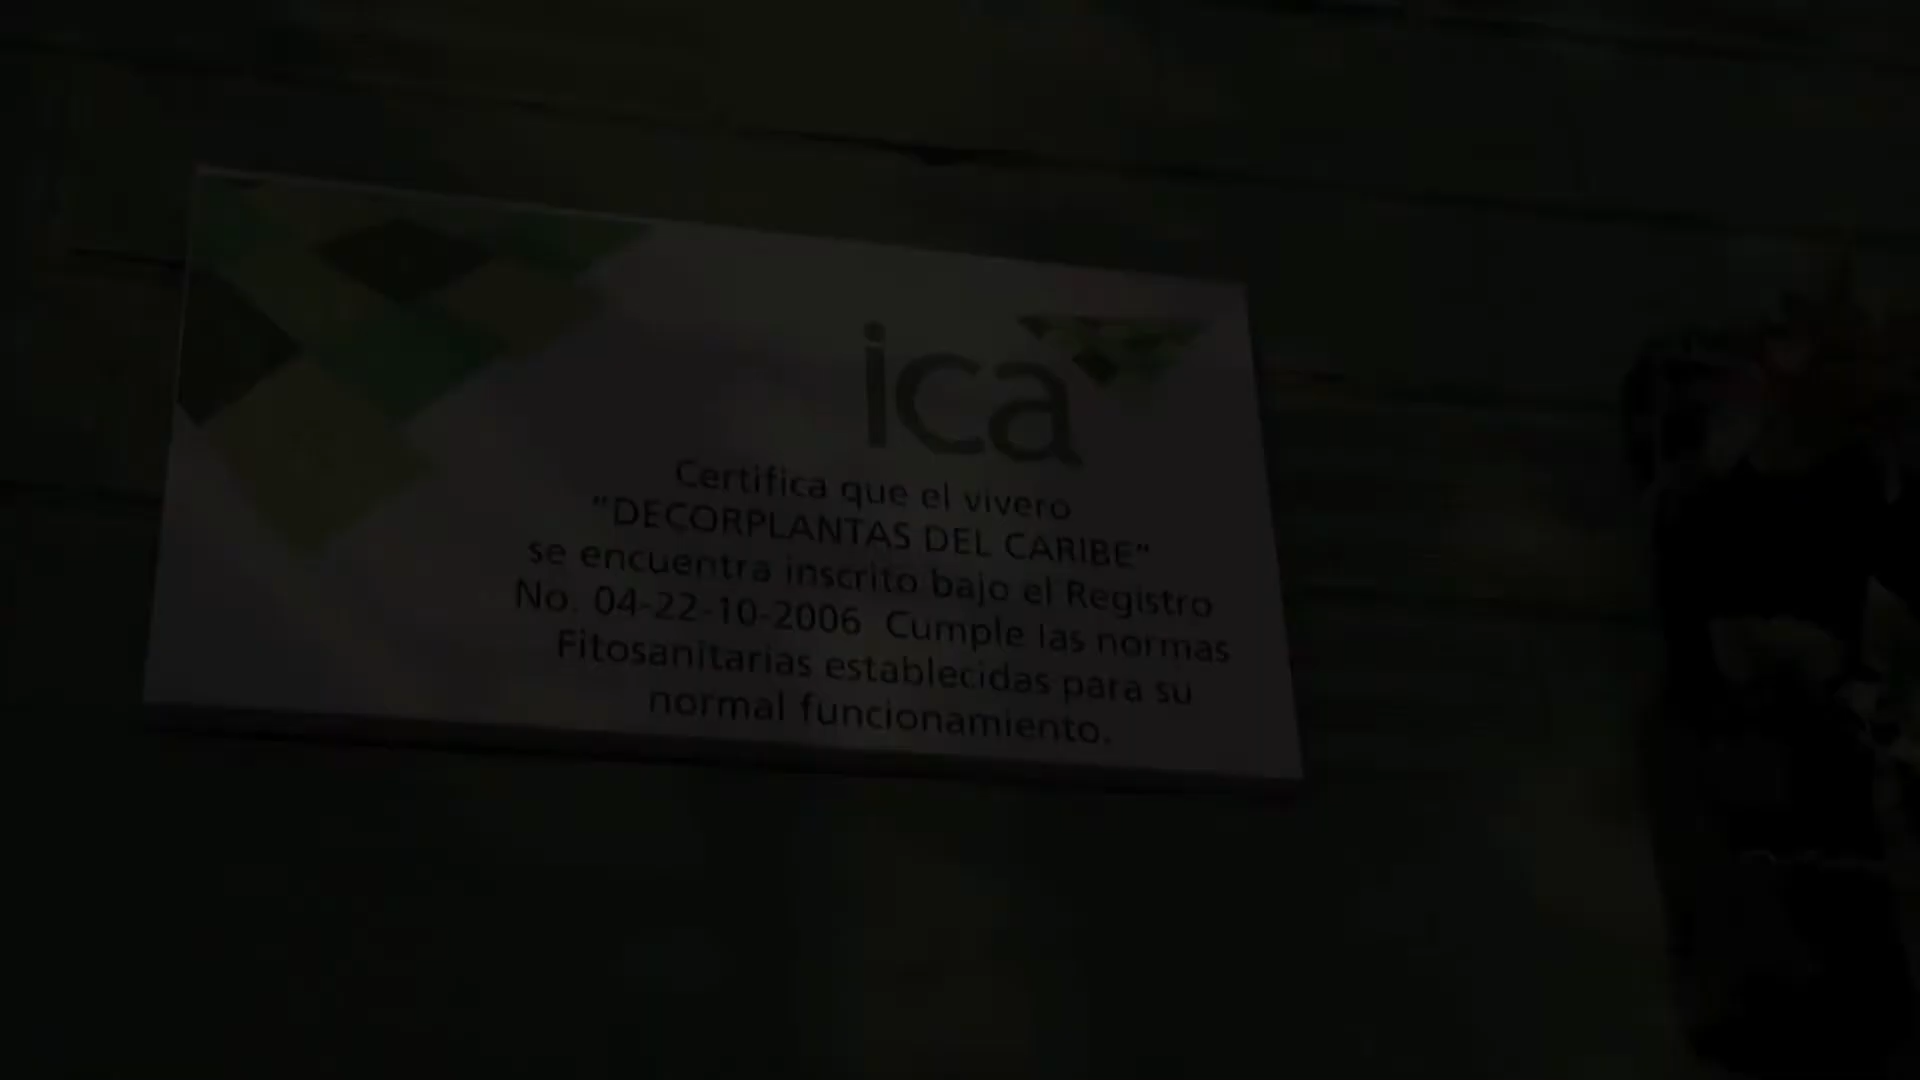 ica
Certifica que el vivero
"DECORPLANTAS DEL CARIBE"
se encuentra inscrito bajo el Registro
No. 04-22-10-2006 Cumple las normas
Fitosanitarias establecidas para su
normal funcionamiento.